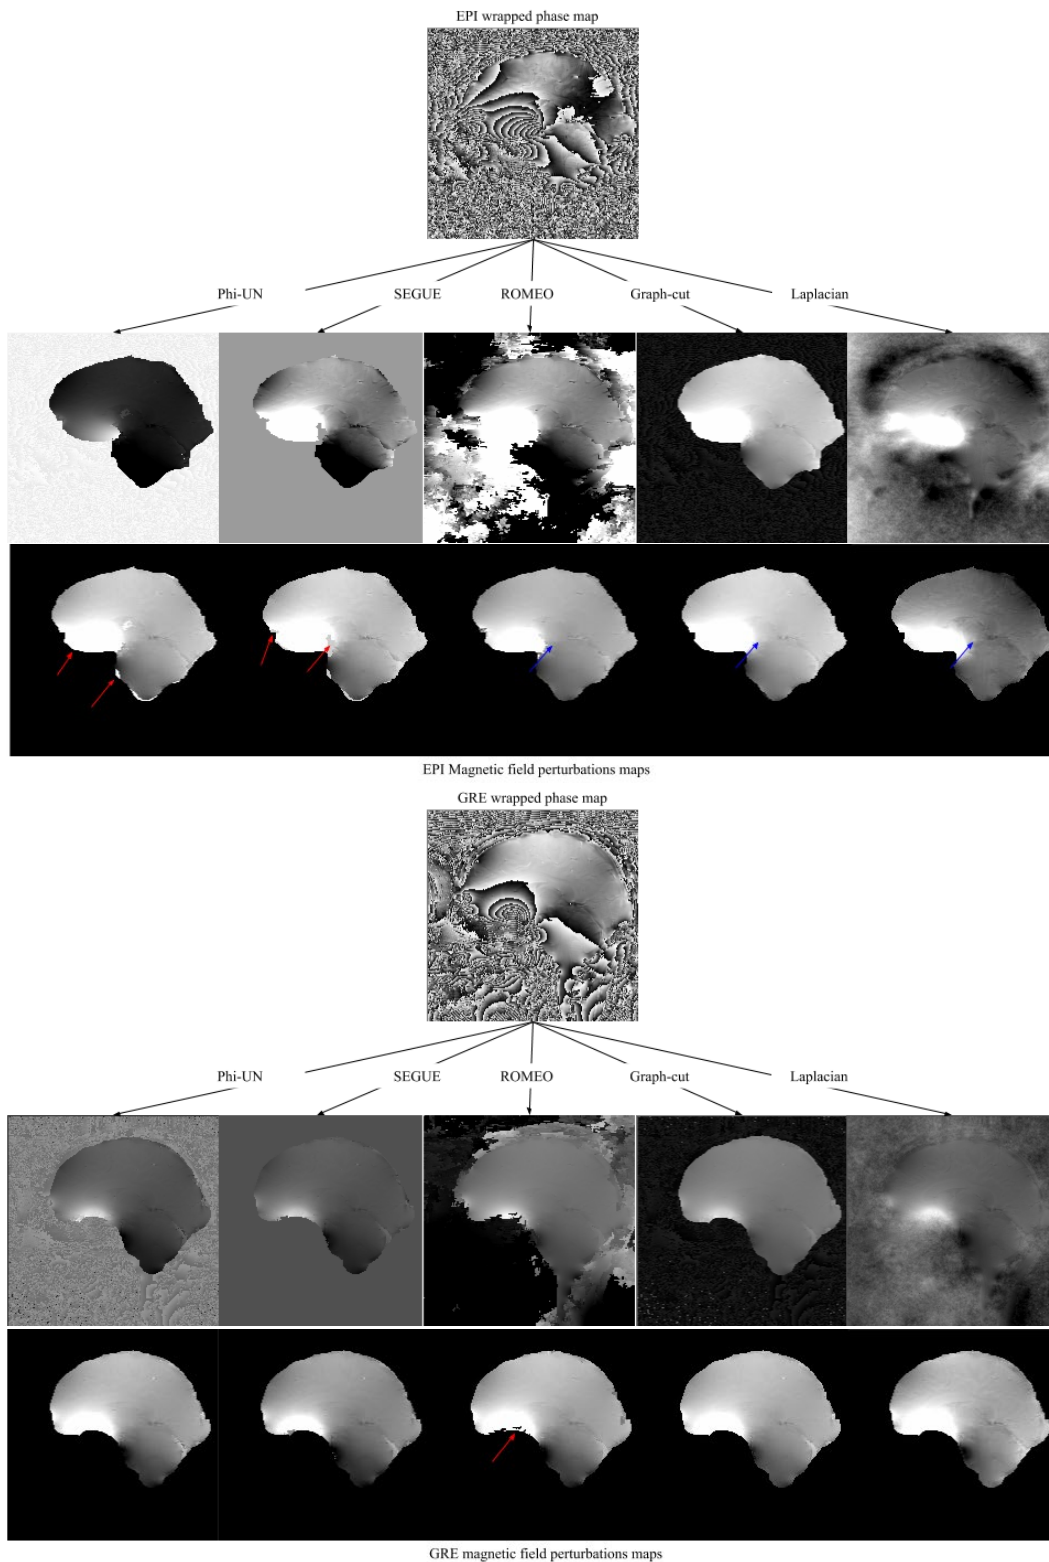 EPI wrapped phase map
Phi-UN SEGUE ROMEO Graph-cut Laplacian
EPI Magnetic field perturbations maps
GRE wrapped phase map
Phi-UN SEGUE ROMEO Graph-cut Laplacian
GRE magnetic field perturbations maps